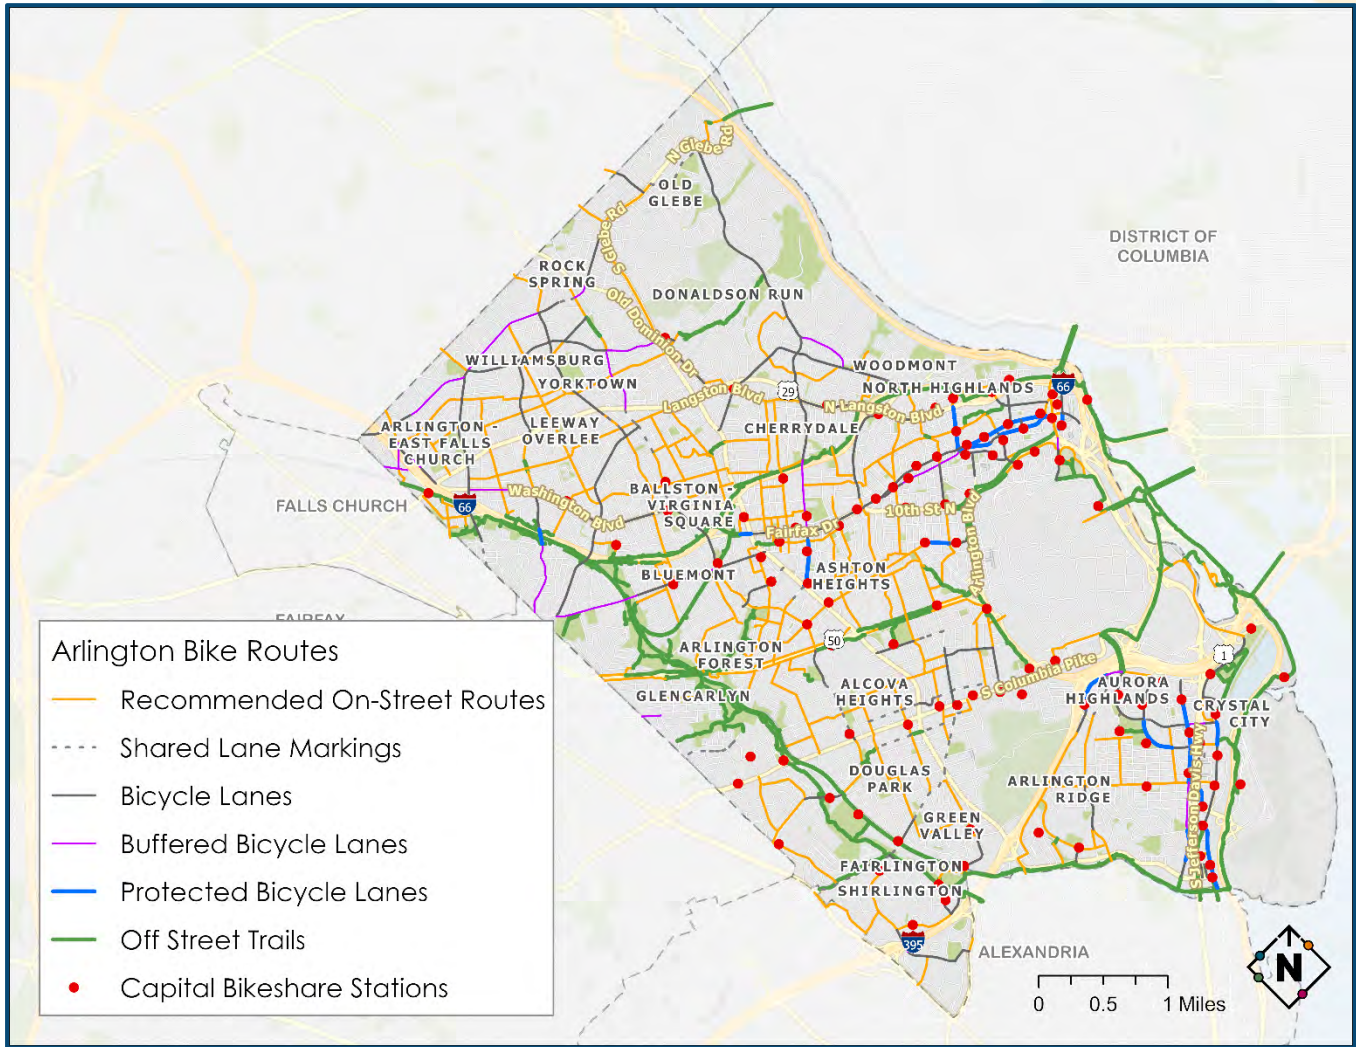 N Glebe Rd
OLD
GLEBE
S Glebe Rd
DISTRICT OF
COLUMBIA
ROCK
SPRING
DONALDSON RUN
Old Dominion Dr
WILLIAMSBURG
WOODMONT
YORKTOWN
NORTH HIGHLANDS
66
29
Langston Blvd
N Langston Blvd
ARLINGTON -
EAST FALLS
CHURCH
LEEWAY
OVERLEE
CHERRYDALE
BALLSTON -
VIRGINIA
SQUARE
FALLS CHURCH
66
Washington Blvd
10th St N
Fairfax Dr
Arlington Blvd
BLUEMONT
ASHTON
HEIGHTS
FAIRFAX
50
ARLINGTON
FOREST
1
S Columbia Pike
GLENCARLYN
ALCOVA
HEIGHTS
AURORA
HIGHLANDS
CRYSTAL
CITY
S Jefferson Davis Hwy
DOUGLAS
PARK
ARLINGTON
RIDGE
GREEN
VALLEY
FAIRLINGTON
SHIRLINGTON
395
ALEXANDRIA
Arlington Bike Routes
Recommended On-Street Routes
Shared Lane Markings
Bicycle Lanes
Buffered Bicycle Lanes
Protected Bicycle Lanes
Off Street Trails
Capital Bikeshare Stations
N
0 0.5 1 Miles